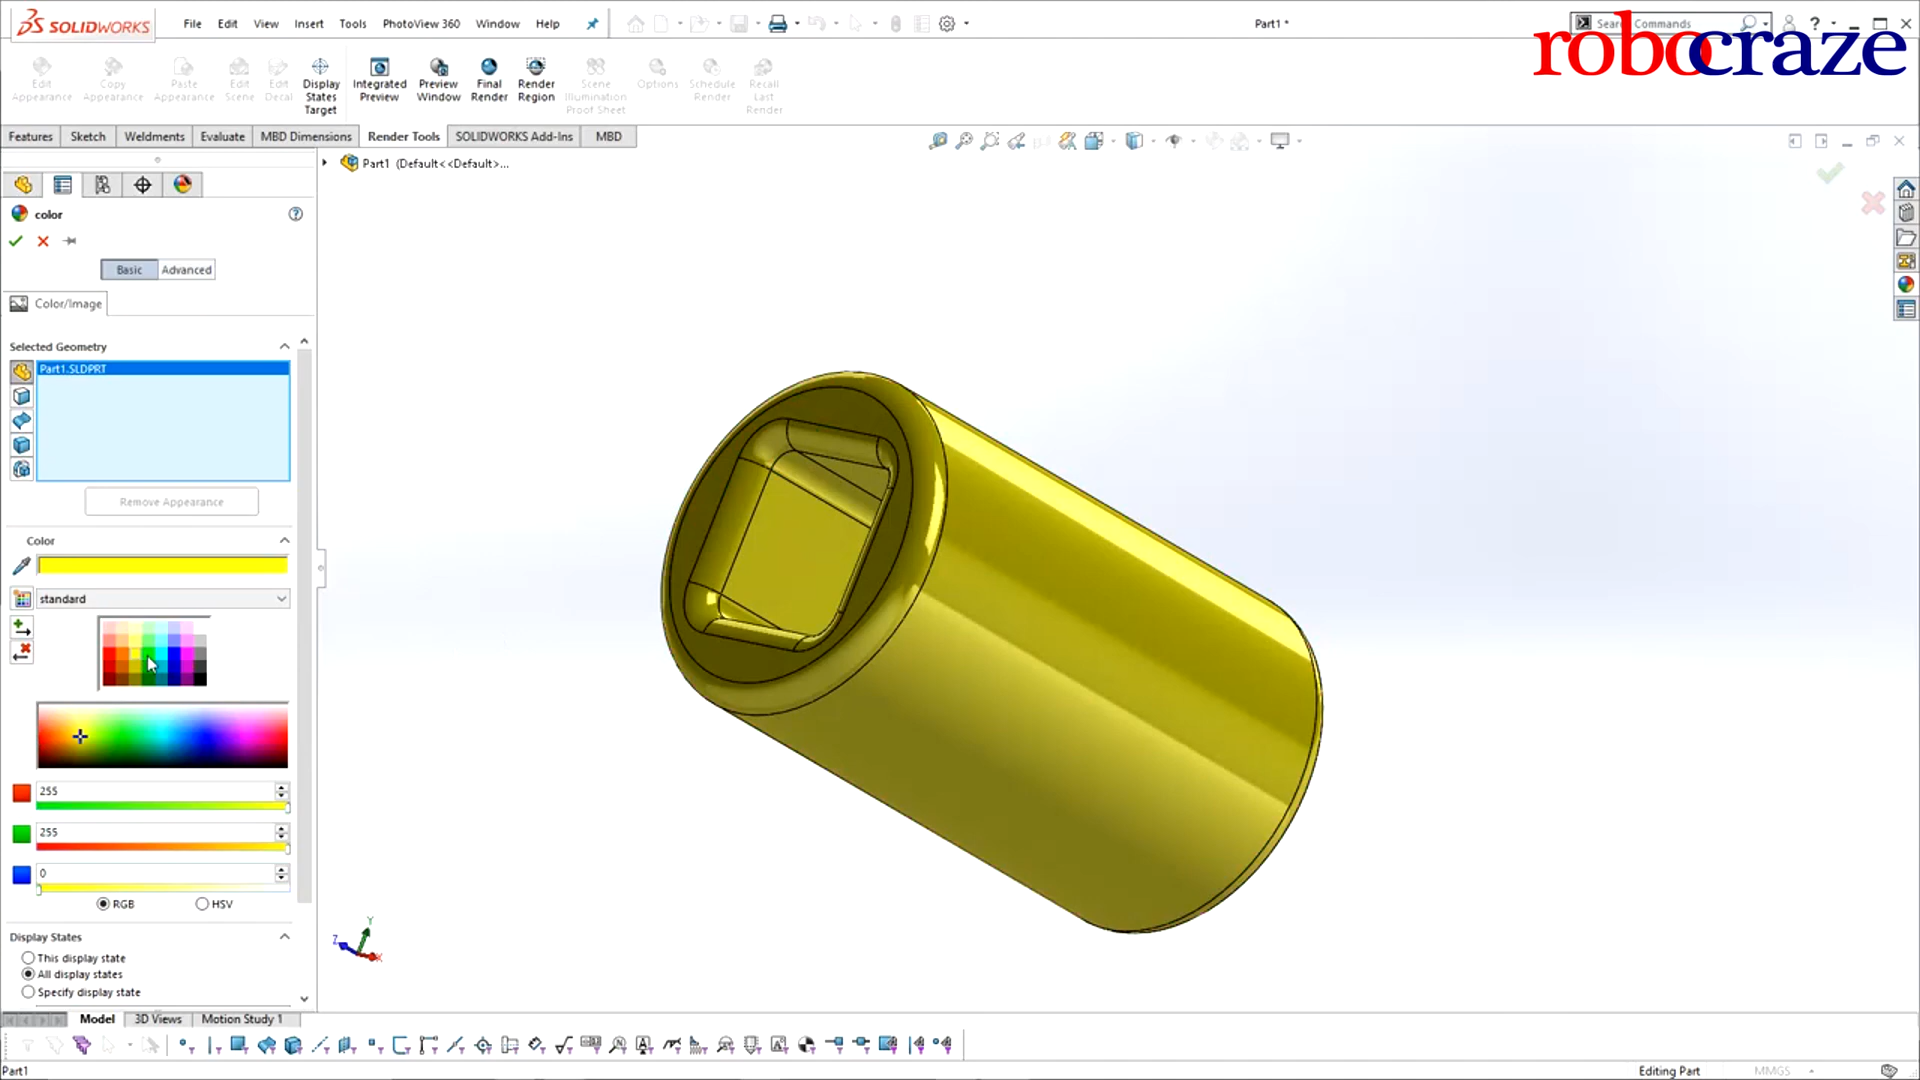 SOLIDWORKS File Edit View Insert Tools PhotoView 360 Window Help Part1 * Commands ?
robocraze
Edit Appearance
Copy Appearance
Paste Appearance
Edit Scene
Edit Decal
Display States Target
Integrated Preview
Preview Window
Final Render
Render Region
Scene Illumination Proof Sheet
Options
Schedule Render
Recall Last Render
Features Sketch Weldments Evaluate MBD Dimensions Render Tools SOLIDWORKS Add-Ins MBD
Part1 (Default<<Default>...
color
Basic Advanced
Color/Image
Selected Geometry
Part1.SLDPRT
Remove Appearance
Color
standard
255
255
0
RGB HSV
Display States
This display state
All display states
Specify display state
Y
Z
X
Model 3D Views Motion Study 1
Part1 Editing Part MMGS